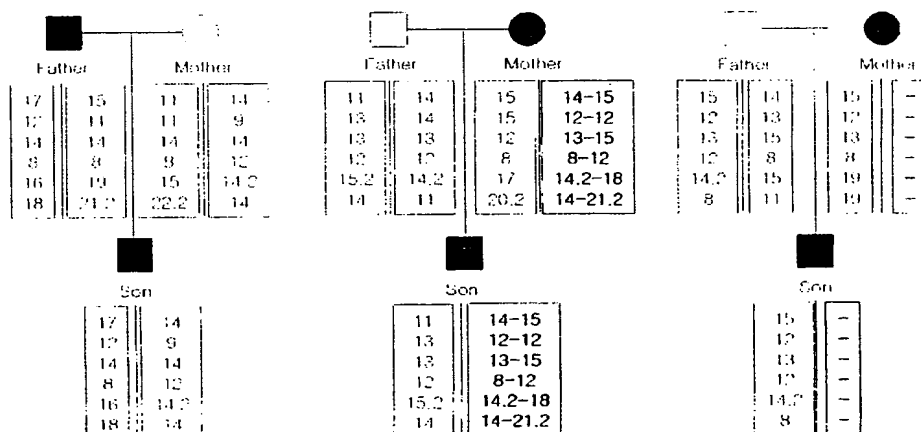 Father Mother Father Mother Father Mother
17 15 11 14 11 14 15 14-15 15 14 15 -
12 11 11 9 13 14 15 12-12 12 13 12 -
14 14 14 14 13 13 12 13-15 13 15 13 -
8 8 8 12 12 12 8 8-12 12 8 8 -
16 19 15 14.2 15.2 14.2 17 14.2-18 14.2 15 19 -
18 21.2 22.2 14 14 11 20.2 14-21.2 8 11 19 -
Son Son Son
17 14 11 14-15 15 -
12 9 13 12-12 12 -
14 14 13 13-15 13 -
8 12 12 8-12 12 -
16 14.2 15.2 14.2-18 14.2 -
18 14 14 14-21.2 8 -